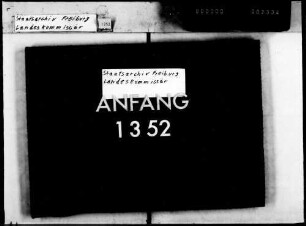 Staatsarchiv Freiburg
Landeskommissär
Staatsarchiv Freiburg
Landeskommissär
ANFANG
1352